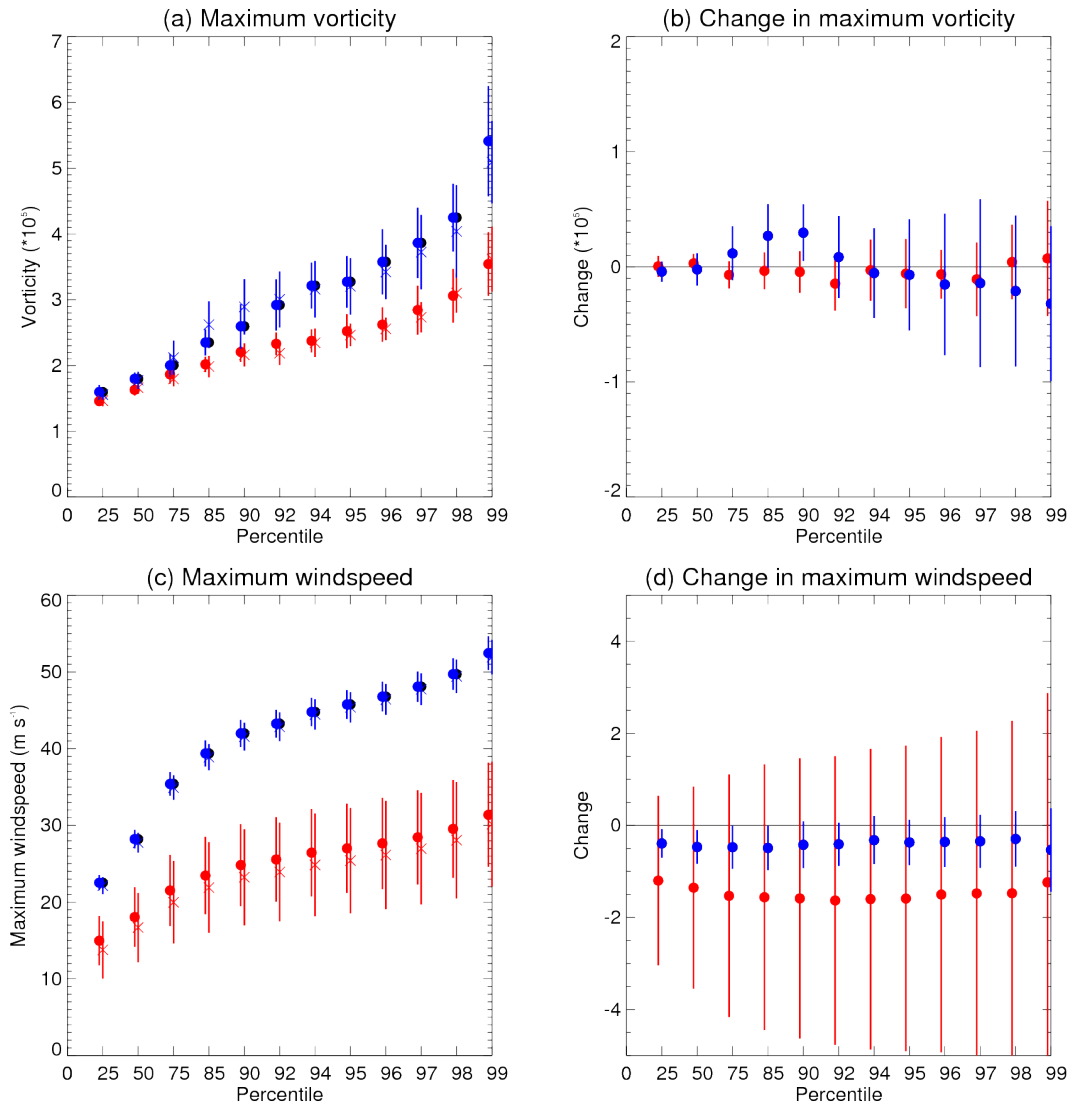 (a) Maximum vorticity
7
6
5
4
3
2
1
0
Vorticity (*10⁵)
0 25 50 75 85 90 92 94 95 96 97 98 99
Percentile
(b) Change in maximum vorticity
2
1
0
-1
-2
Change (*10⁵)
0 25 50 75 85 90 92 94 95 96 97 98 99
Percentile
(c) Maximum windspeed
60
50
40
30
20
10
0
Maximum windspeed (m s⁻¹)
0 25 50 75 85 90 92 94 95 96 97 98 99
Percentile
(d) Change in maximum windspeed
4
2
0
-2
-4
Change
0 25 50 75 85 90 92 94 95 96 97 98 99
Percentile